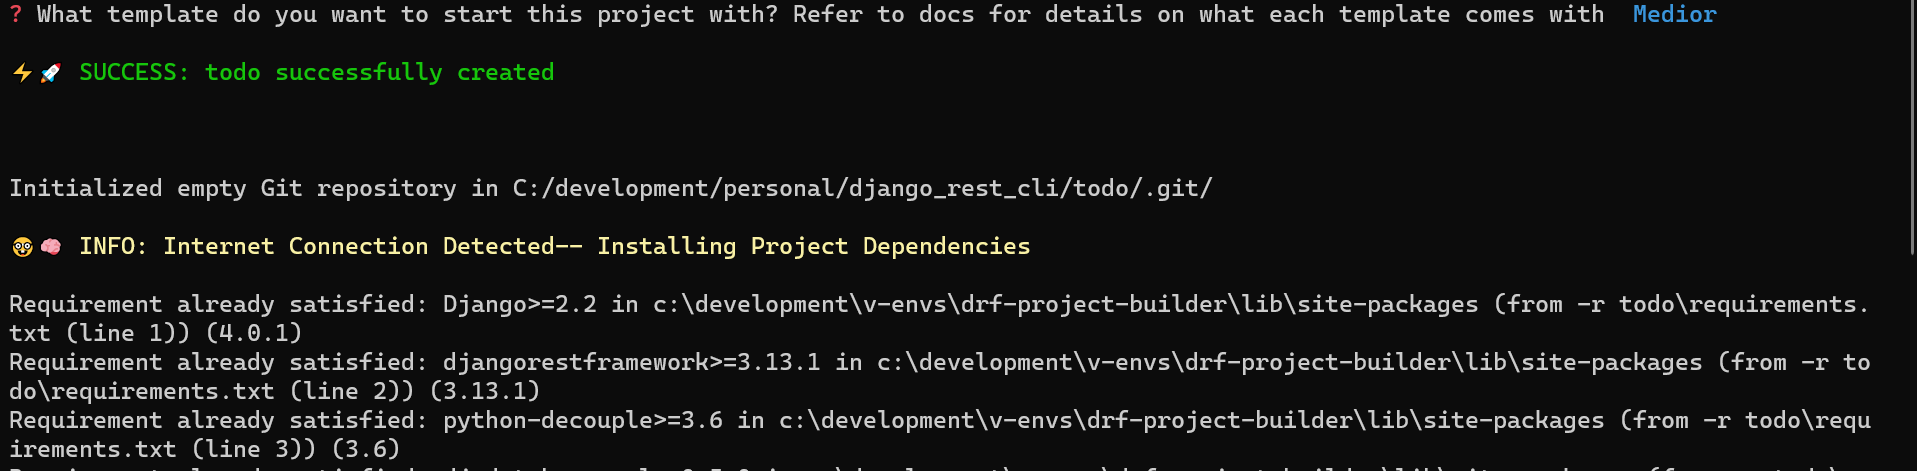 ? What template do you want to start this project with? Refer to docs for details on what each template comes with  Medior
⚡🚀 SUCCESS: todo successfully created
Initialized empty Git repository in C:/development/personal/django_rest_cli/todo/.git/
🤓🧠 INFO: Internet Connection Detected-- Installing Project Dependencies
Requirement already satisfied: Django>=2.2 in c:\development\v-envs\drf-project-builder\lib\site-packages (from -r todo\requirements.
txt (line 1)) (4.0.1)
Requirement already satisfied: djangorestframework>=3.13.1 in c:\development\v-envs\drf-project-builder\lib\site-packages (from -r to
do\requirements.txt (line 2)) (3.13.1)
Requirement already satisfied: python-decouple>=3.6 in c:\development\v-envs\drf-project-builder\lib\site-packages (from -r todo\requ
irements.txt (line 3)) (3.6)